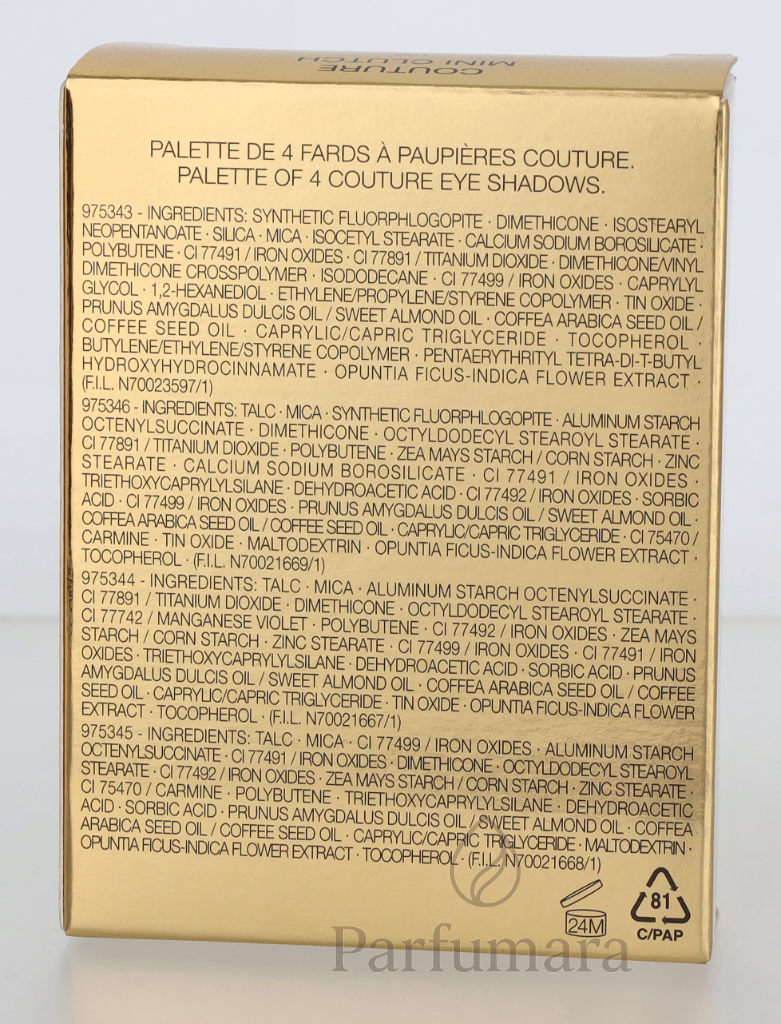 COUTURE
MINI CLUTCH
PALETTE DE 4 FARDS À PAUPIÈRES COUTURE.
PALETTE OF 4 COUTURE EYE SHADOWS.
975343 - INGREDIENTS: SYNTHETIC FLUORPHLOGOPITE · DIMETHICONE · ISOSTEARYL
NEOPENTANOATE · SILICA · MICA · ISOCETYL STEARATE · CALCIUM SODIUM BOROSILICATE ·
POLYBUTENE · CI 77491 / IRON OXIDES · CI 77891 / TITANIUM DIOXIDE · DIMETHICONE/VINYL
DIMETHICONE CROSSPOLYMER · ISODODECANE · CI 77499 / IRON OXIDES · CAPRYLYL
GLYCOL · 1,2-HEXANEDIOL · ETHYLENE/PROPYLENE/STYRENE COPOLYMER · TIN OXIDE ·
PRUNUS AMYGDALUS DULCIS OIL / SWEET ALMOND OIL · COFFEA ARABICA SEED OIL /
COFFEE SEED OIL · CAPRYLIC/CAPRIC TRIGLYCERIDE · TOCOPHEROL ·
BUTYLENE/ETHYLENE/STYRENE COPOLYMER · PENTAERYTHRITYL TETRA-DI-T-BUTYL
HYDROXYHYDROCINNAMATE · OPUNTIA FICUS-INDICA FLOWER EXTRACT ·
(F.I.L. N70023597/1)
975346 - INGREDIENTS: TALC · MICA · SYNTHETIC FLUORPHLOGOPITE · ALUMINUM STARCH
OCTENYLSUCCINATE · DIMETHICONE · OCTYLDODECYL STEAROYL STEARATE ·
CI 77891 / TITANIUM DIOXIDE · POLYBUTENE · ZEA MAYS STARCH / CORN STARCH · ZINC
STEARATE · CALCIUM SODIUM BOROSILICATE · CI 77491 / IRON OXIDES ·
TRIETHOXYCAPRYLYLSILANE · DEHYDROACETIC ACID · CI 77492 / IRON OXIDES · SORBIC
ACID · CI 77499 / IRON OXIDES · PRUNUS AMYGDALUS DULCIS OIL / SWEET ALMOND OIL ·
COFFEA ARABICA SEED OIL / COFFEE SEED OIL · CAPRYLIC/CAPRIC TRIGLYCERIDE · CI 75470 /
CARMINE · TIN OXIDE · MALTODEXTRIN · OPUNTIA FICUS-INDICA FLOWER EXTRACT ·
TOCOPHEROL · (F.I.L. N70021669/1)
975344 - INGREDIENTS: TALC · MICA · ALUMINUM STARCH OCTENYLSUCCINATE ·
CI 77891 / TITANIUM DIOXIDE · DIMETHICONE · OCTYLDODECYL STEAROYL STEARATE ·
CI 77742 / MANGANESE VIOLET · POLYBUTENE · CI 77492 / IRON OXIDES · ZEA MAYS
STARCH / CORN STARCH · ZINC STEARATE · CI 77499 / IRON OXIDES · CI 77491 / IRON
OXIDES · TRIETHOXYCAPRYLYLSILANE · DEHYDROACETIC ACID · SORBIC ACID · PRUNUS
AMYGDALUS DULCIS OIL / SWEET ALMOND OIL · COFFEA ARABICA SEED OIL / COFFEE
SEED OIL · CAPRYLIC/CAPRIC TRIGLYCERIDE · TIN OXIDE · OPUNTIA FICUS-INDICA FLOWER
EXTRACT · TOCOPHEROL · (F.I.L. N70021667/1)
975345 - INGREDIENTS: TALC · MICA · CI 77499 / IRON OXIDES · ALUMINUM STARCH
OCTENYLSUCCINATE · CI 77491 / IRON OXIDES · DIMETHICONE · OCTYLDODECYL STEAROYL
STEARATE · CI 77492 / IRON OXIDES · ZEA MAYS STARCH / CORN STARCH · ZINC STEARATE ·
CI 75470 / CARMINE · POLYBUTENE · TRIETHOXYCAPRYLYLSILANE · DEHYDROACETIC
ACID · SORBIC ACID · PRUNUS AMYGDALUS DULCIS OIL / SWEET ALMOND OIL · COFFEA
ARABICA SEED OIL / COFFEE SEED OIL · CAPRYLIC/CAPRIC TRIGLYCERIDE · MALTODEXTRIN ·
OPUNTIA FICUS-INDICA FLOWER EXTRACT · TOCOPHEROL · (F.I.L. N70021668/1)
24M
81
C/PAP
Parfumara